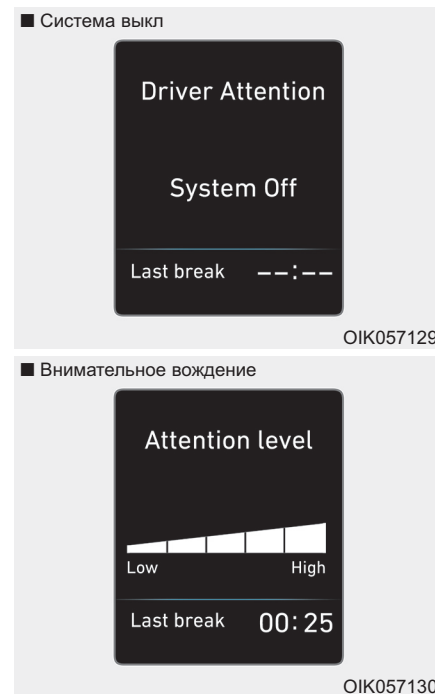 ■ Система выкл
Driver Attention
System Off
Last break --:--
OIK057129
■ Внимательное вождение
Attention level
Low High
Last break 00:25
OIK057130